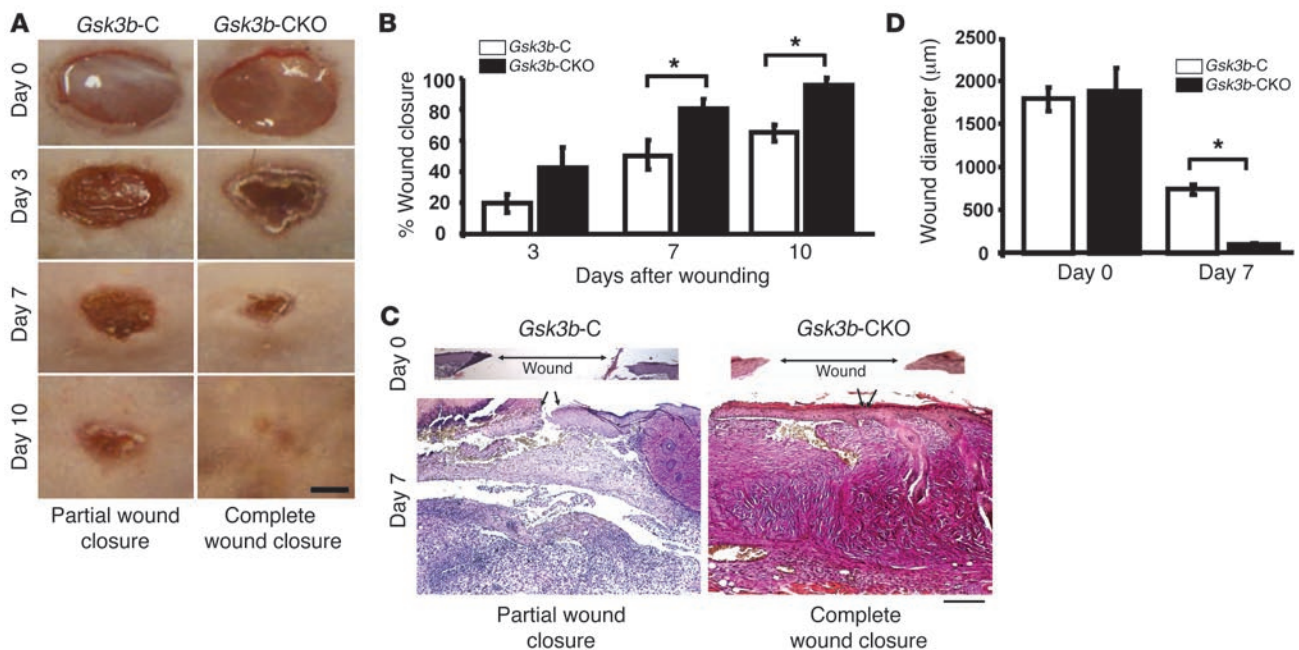 A
Gsk3b-C
Gsk3b-CKO
Day 0
Day 3
Day 7
Day 10
Partial wound
closure
Complete
wound closure
B
Gsk3b-C
Gsk3b-CKO
% Wound closure
100
80
60
40
20
0
*
*
3
7
10
Days after wounding
C
Gsk3b-C
Gsk3b-CKO
Day 0
Wound
Wound
Day 7
Partial wound
closure
Complete
wound closure
D
Gsk3b-C
Gsk3b-CKO
Wound diameter (μm)
2500
2000
1500
1000
500
0
*
Day 0
Day 7